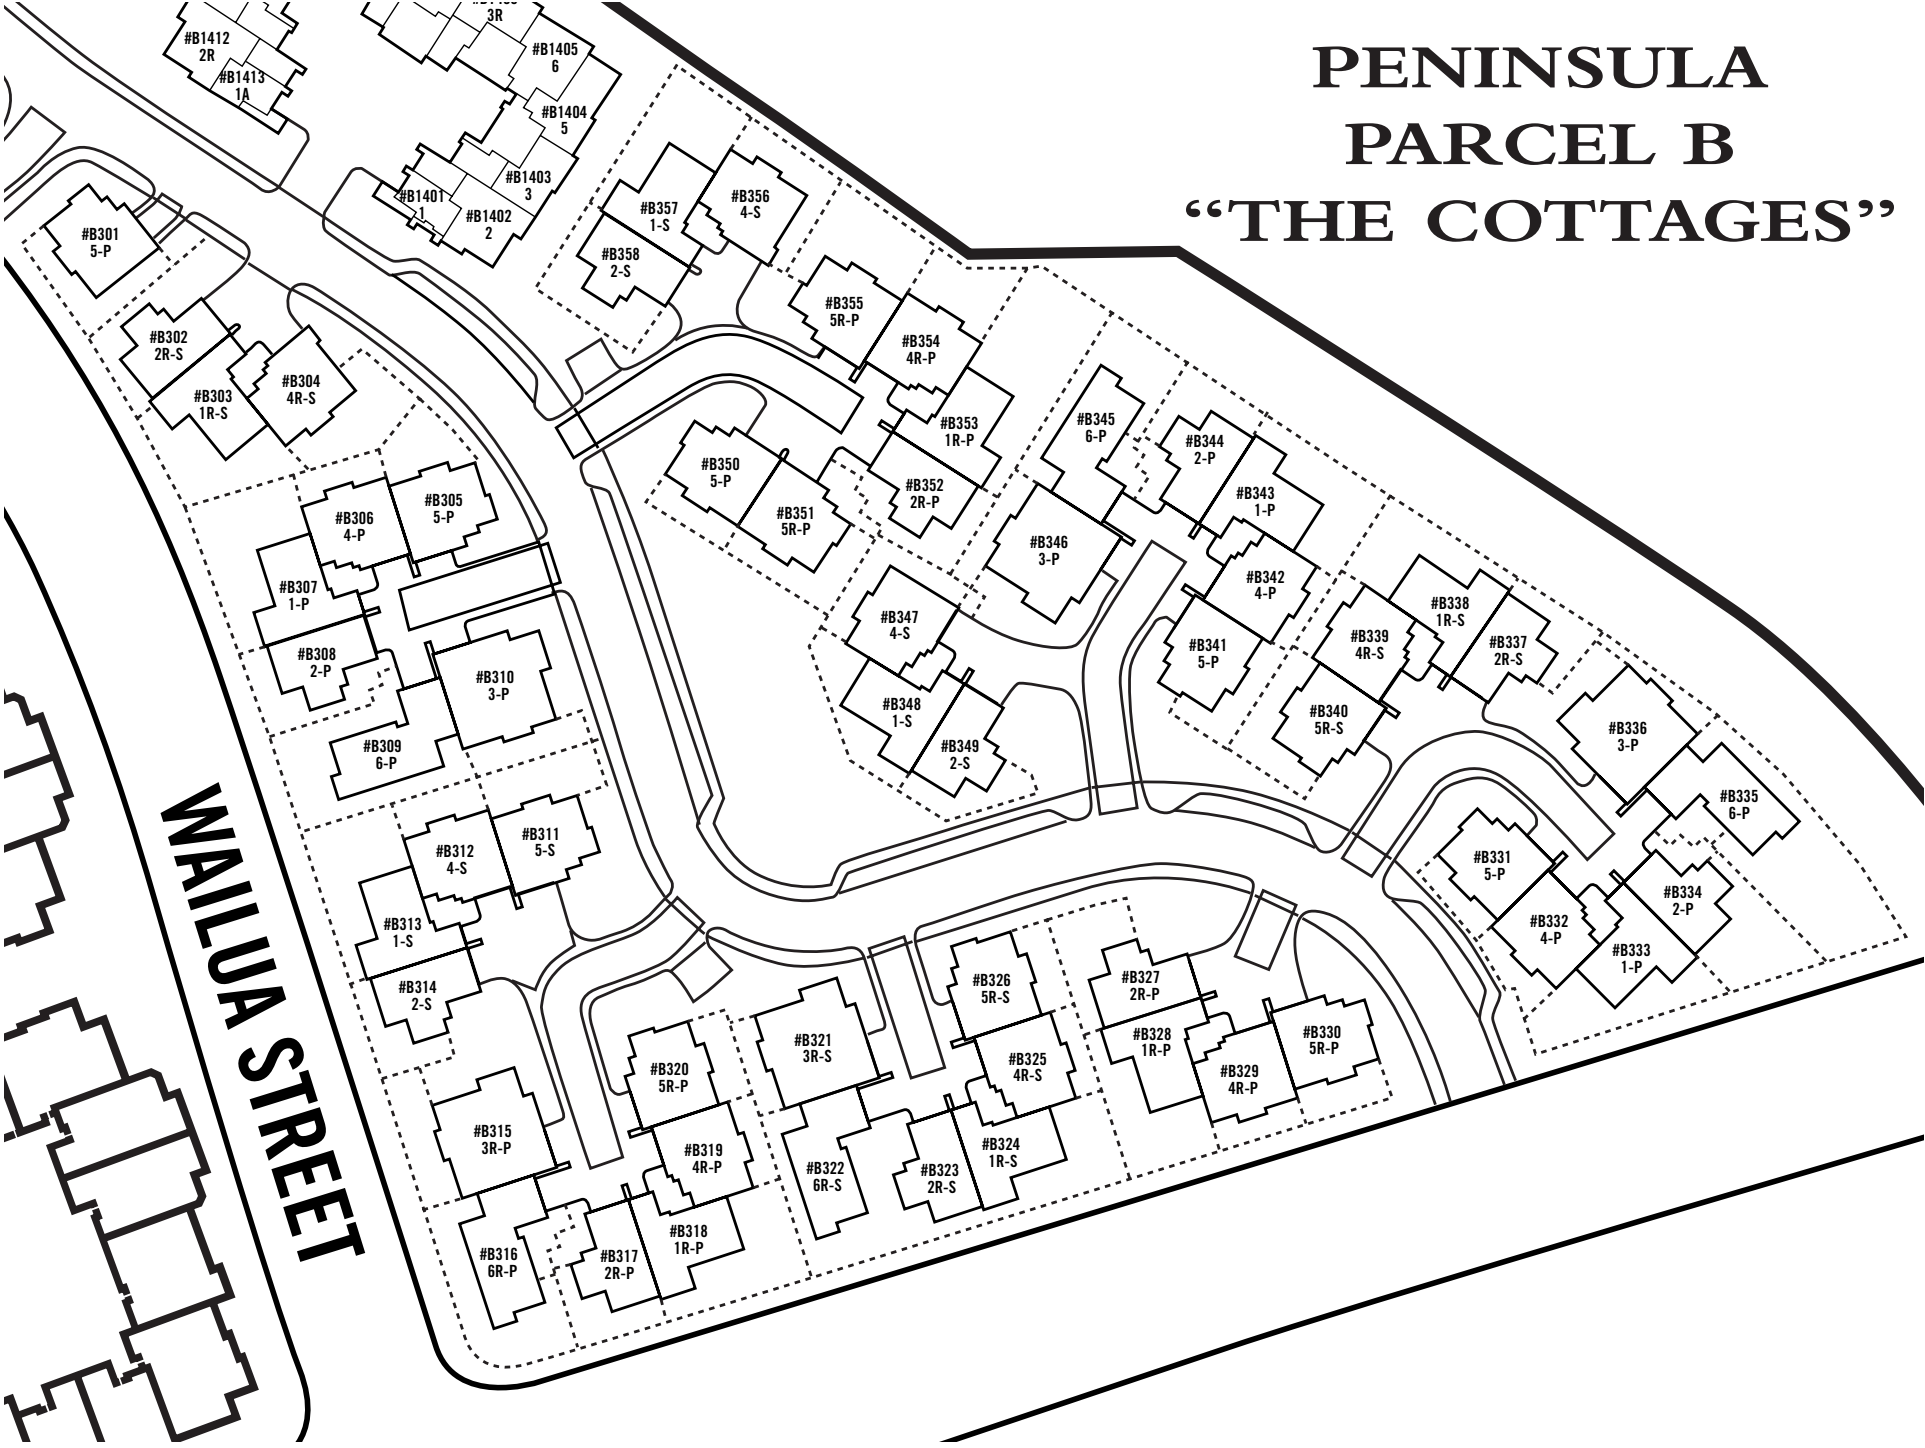 PENINSULA
PARCEL B
“THE COTTAGES”
3R
#B1412
2R
#B1413
1A
#B1405
6
#B1404
5
#B1403
3
#B1401
1
#B1402
2
#B301
5-P
#B302
2R-S
#B303
1R-S
#B304
4R-S
#B305
5-P
#B306
4-P
#B307
1-P
#B308
2-P
#B309
6-P
#B310
3-P
#B311
5-S
#B312
4-S
#B313
1-S
#B314
2-S
#B315
3R-P
#B316
6R-P
#B317
2R-P
#B318
1R-P
#B319
4R-P
#B320
5R-P
#B321
3R-S
#B322
6R-S
#B323
2R-S
#B324
1R-S
#B325
4R-S
#B326
5R-S
#B327
2R-P
#B328
1R-P
#B329
4R-P
#B330
5R-P
#B331
5-P
#B332
4-P
#B333
1-P
#B334
2-P
#B335
6-P
#B336
3-P
#B337
2R-S
#B338
1R-S
#B339
4R-S
#B340
5R-S
#B341
5-P
#B342
4-P
#B343
1-P
#B344
2-P
#B345
6-P
#B346
3-P
#B347
4-S
#B348
1-S
#B349
2-S
#B350
5-P
#B351
5R-P
#B352
2R-P
#B353
1R-P
#B354
4R-P
#B355
5R-P
#B356
4-S
#B357
1-S
#B358
2-S
WAILUA STREET